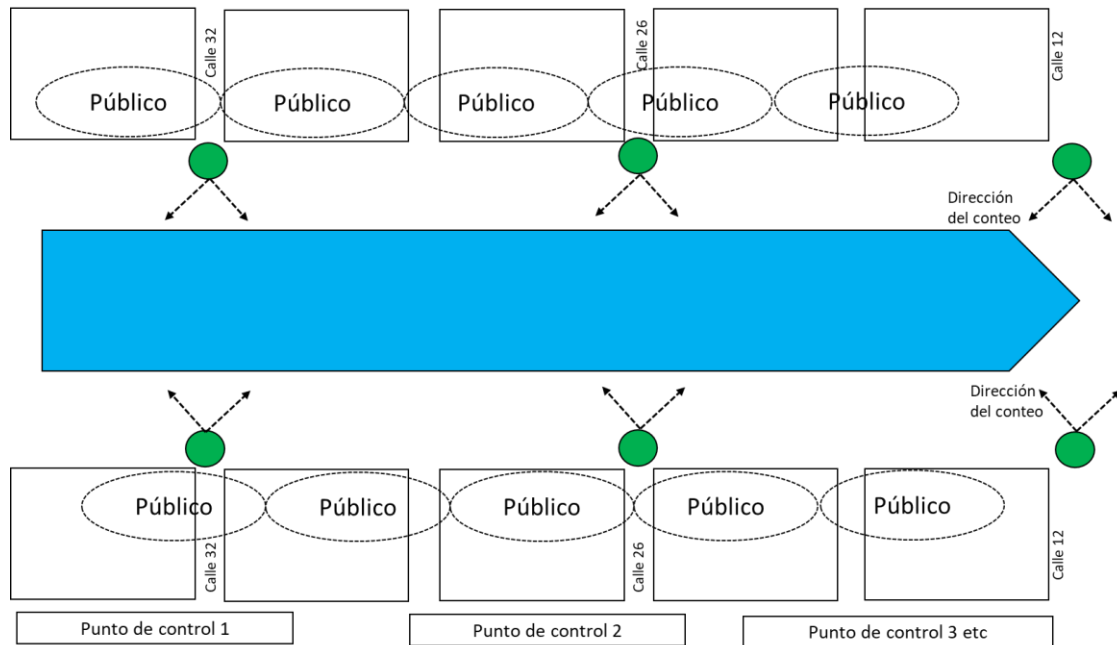 Calle 32
Calle 26
Calle 12
Público
Público
Público
Público
Público
Dirección
del conteo
Dirección
del conteo
Público
Público
Público
Público
Público
Calle 32
Calle 26
Calle 12
Punto de control 1
Punto de control 2
Punto de control 3 etc